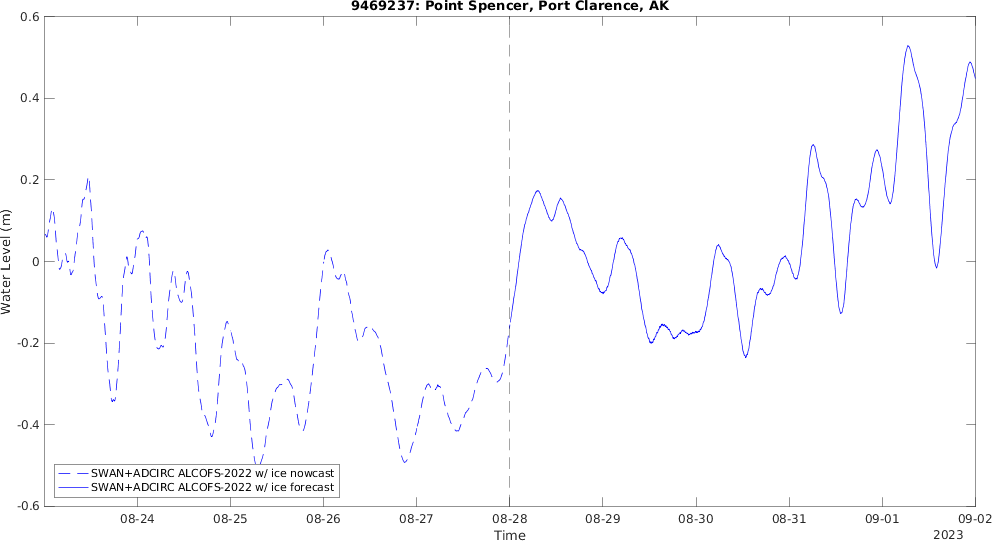 9469237: Point Spencer, Port Clarence, AK
0.6
0.4
0.2
0
-0.2
-0.4
-0.6
Water Level (m)
SWAN+ADCIRC ALCOFS-2022 w/ ice nowcast
SWAN+ADCIRC ALCOFS-2022 w/ ice forecast
08-24 08-25 08-26 08-27 08-28 08-29 08-30 08-31 09-01 09-02
Time
2023